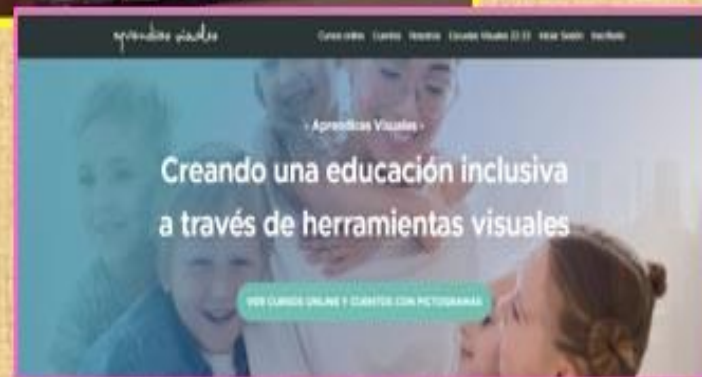 aprendices visuales
Cursos online Cuentos Nosotros Escuelas Visuales 22-23 Iniciar Sesión Inscríbete
- Aprendices Visuales -
Creando una educación inclusiva
a través de herramientas visuales
VER CURSOS ONLINE Y CUENTOS CON PICTOGRAMAS